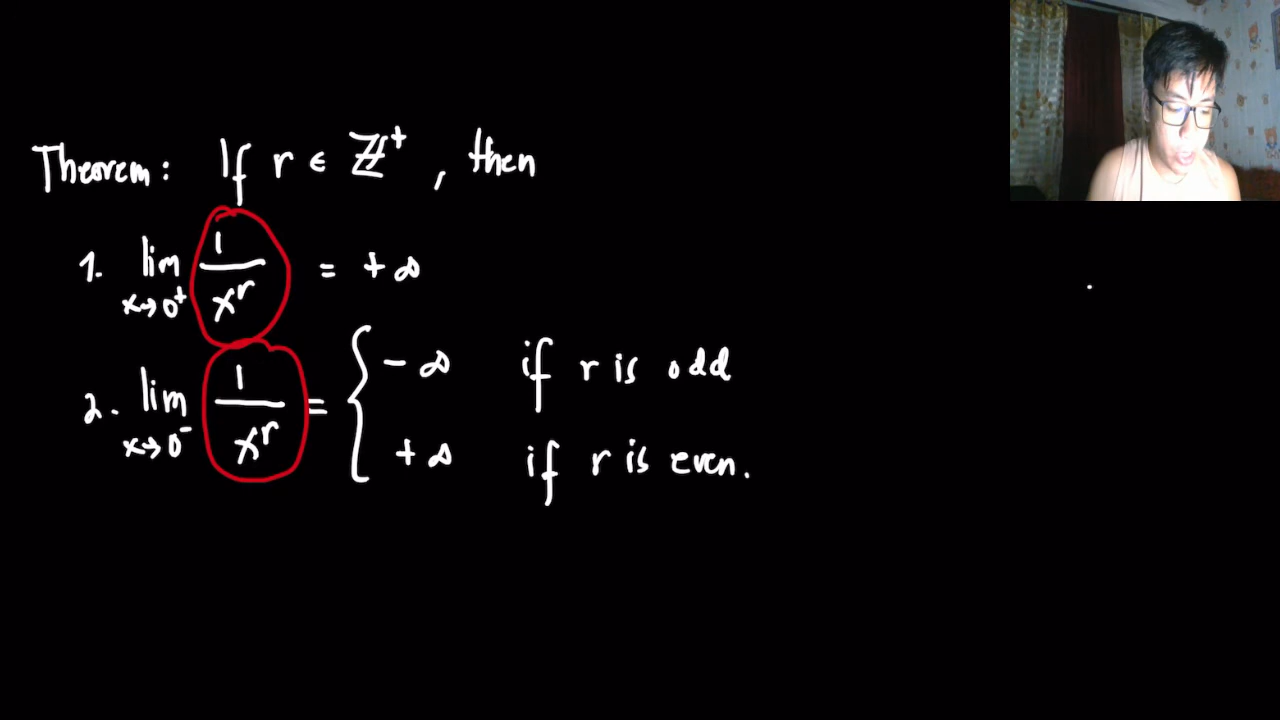 Theorem: If r ∈ ℤ⁺, then
1. lim x→0⁺ 1/xʳ = +∞
2. lim x→0⁻ 1/xʳ = { -∞ if r is odd
+∞ if r is even.